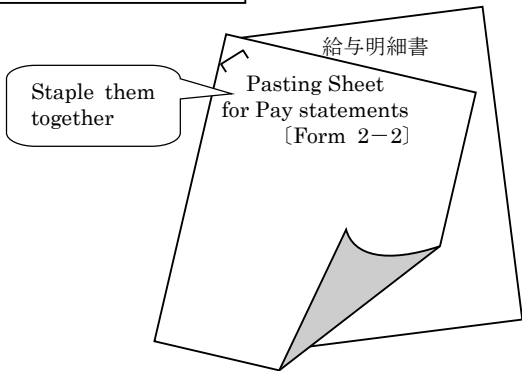 給与明細書
Staple them
together
Pasting Sheet
for Pay statements
〔Form 2－2〕